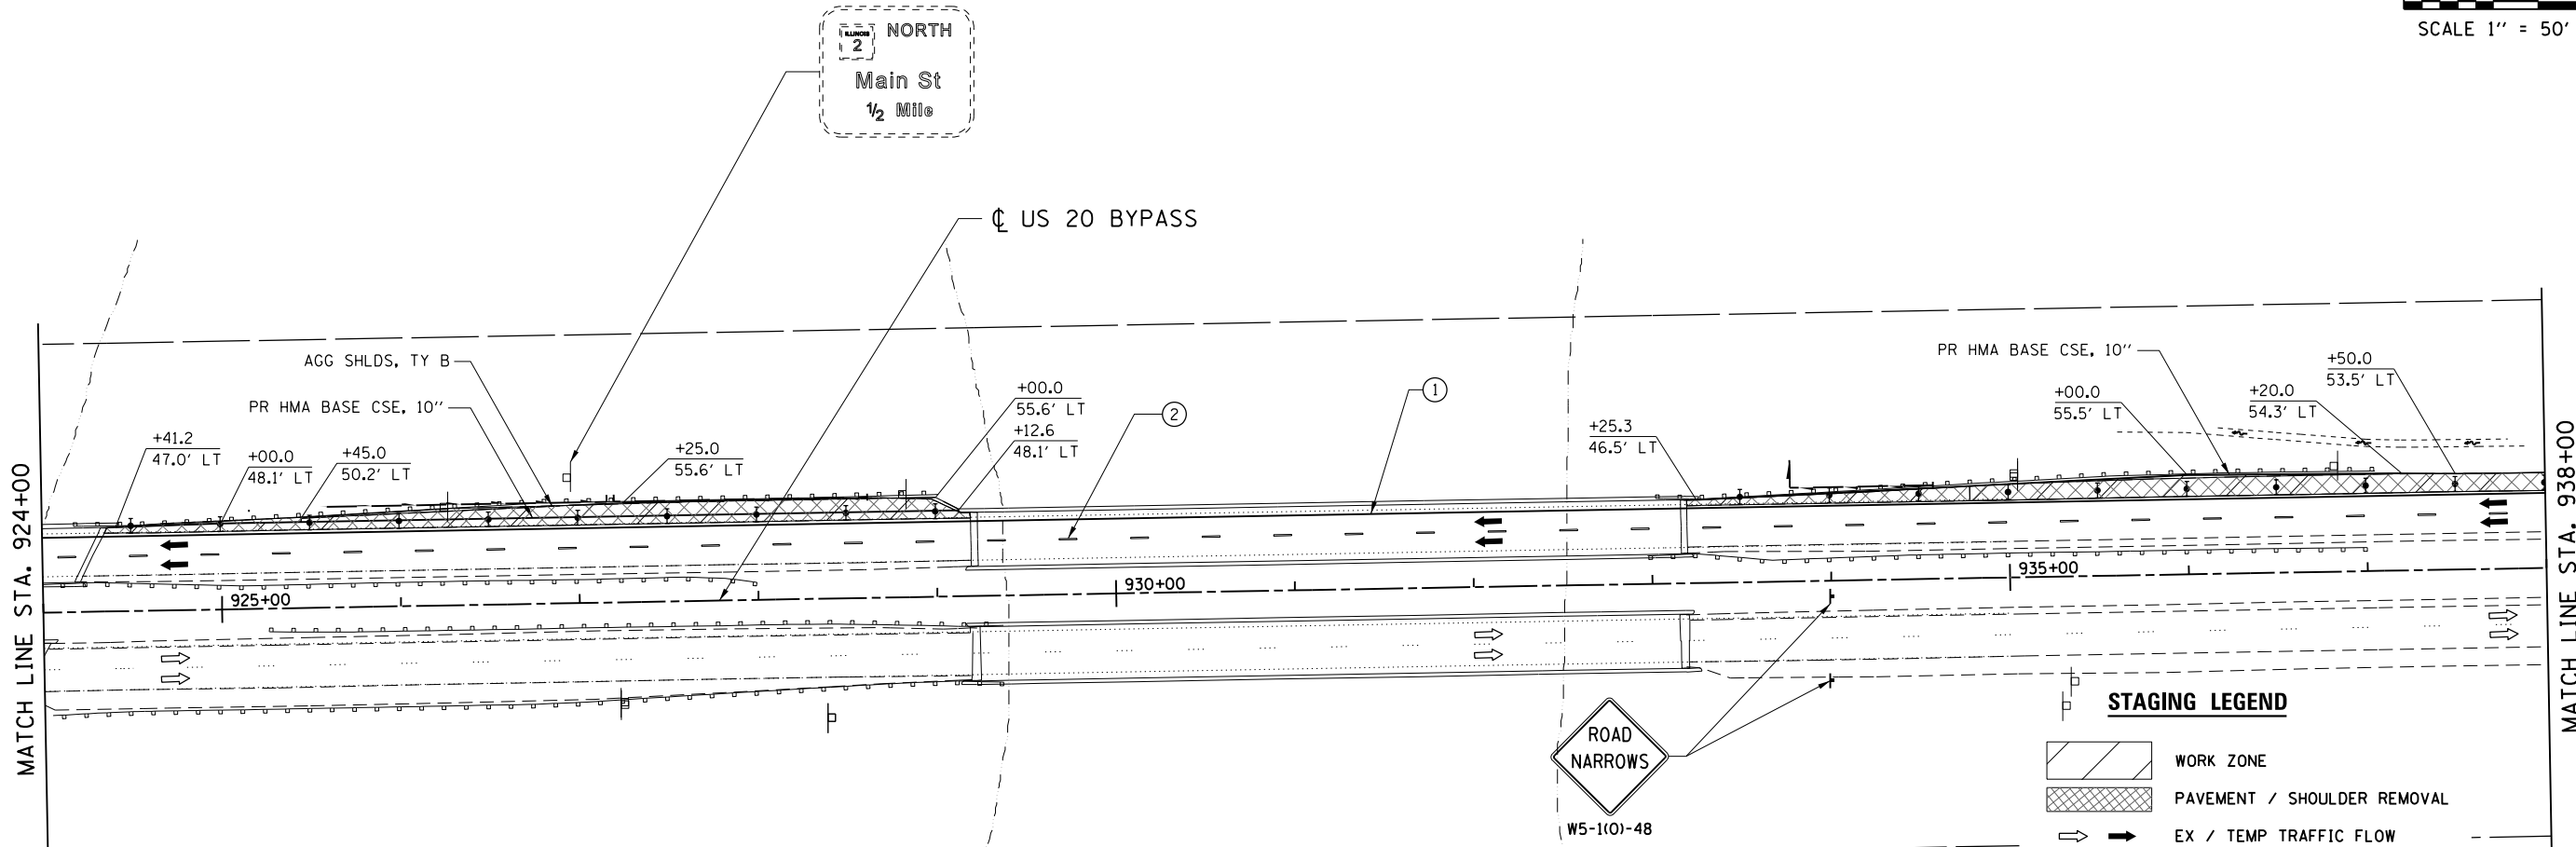 SCALE 1'' = 50'
ILLINOIS
2
NORTH
Main St
1/2 Mile
℄ US 20 BYPASS
AGG SHLDS, TY B
PR HMA BASE CSE, 10''
+41.2
47.0' LT
+00.0
48.1' LT
+45.0
50.2' LT
+25.0
55.6' LT
+00.0
55.6' LT
+12.6
48.1' LT
2
1
+25.3
46.5' LT
PR HMA BASE CSE, 10''
+00.0
55.5' LT
+20.0
54.3' LT
+50.0
53.5' LT
MATCH LINE STA. 924+00
925+00
930+00
935+00
MATCH LINE STA. 938+00
ROAD
NARROWS
W5-1(O)-48
STAGING LEGEND
WORK ZONE
PAVEMENT / SHOULDER REMOVAL
EX / TEMP TRAFFIC FLOW